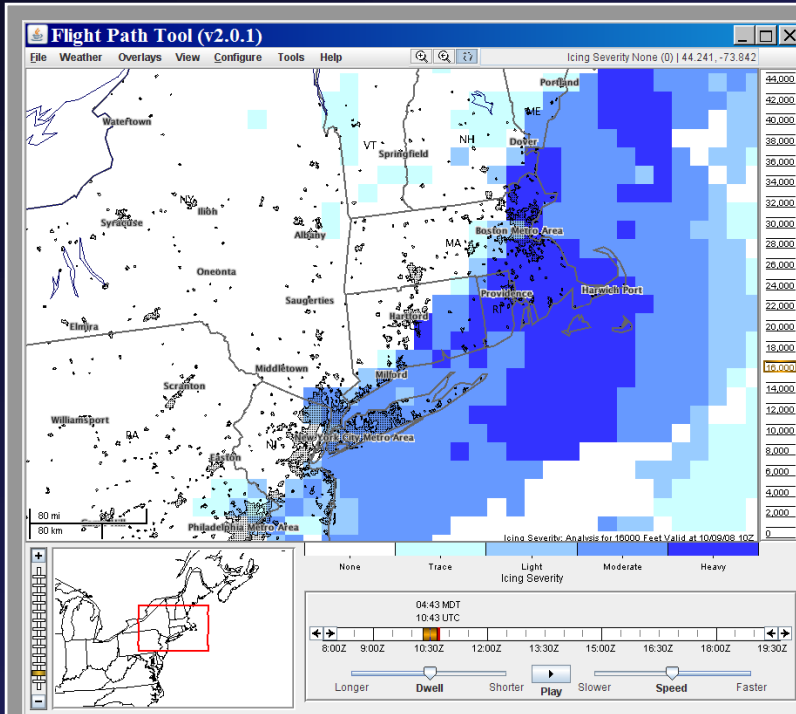 Flight Path Tool (v2.0.1)
File Weather Overlays View Configure Tools Help
Icing Severity None (0) | 44.241, -73.842
44,000
42,000
40,000
38,000
36,000
34,000
32,000
30,000
28,000
26,000
24,000
22,000
20,000
18,000
16,000
14,000
12,000
10,000
8,000
6,000
4,000
2,000
0
Portland
ME
Watertown
NH
Dover
VT
Springfield
NY
Ilion
Syracuse
Albany
Boston Metro Area
MA
Oneonta
Saugerties
Providence
Harwich Port
RI
Hartford
Elmira
Middletown
Milford
Scranton
Williamsport
PA
NJ
New York City Metro Area
Easton
80 mi
80 km
Philadelphia Metro Area
Icing Severity: Analysis for 16000 Feet Valid at 10/09/08 10Z
None Trace Light Moderate Heavy
Icing Severity
04:43 MDT
10:43 UTC
8:00Z 9:00Z 10:30Z 12:00Z 13:30Z 15:00Z 16:30Z 18:00Z 19:30Z
Longer Dwell Shorter Play Slower Speed Faster